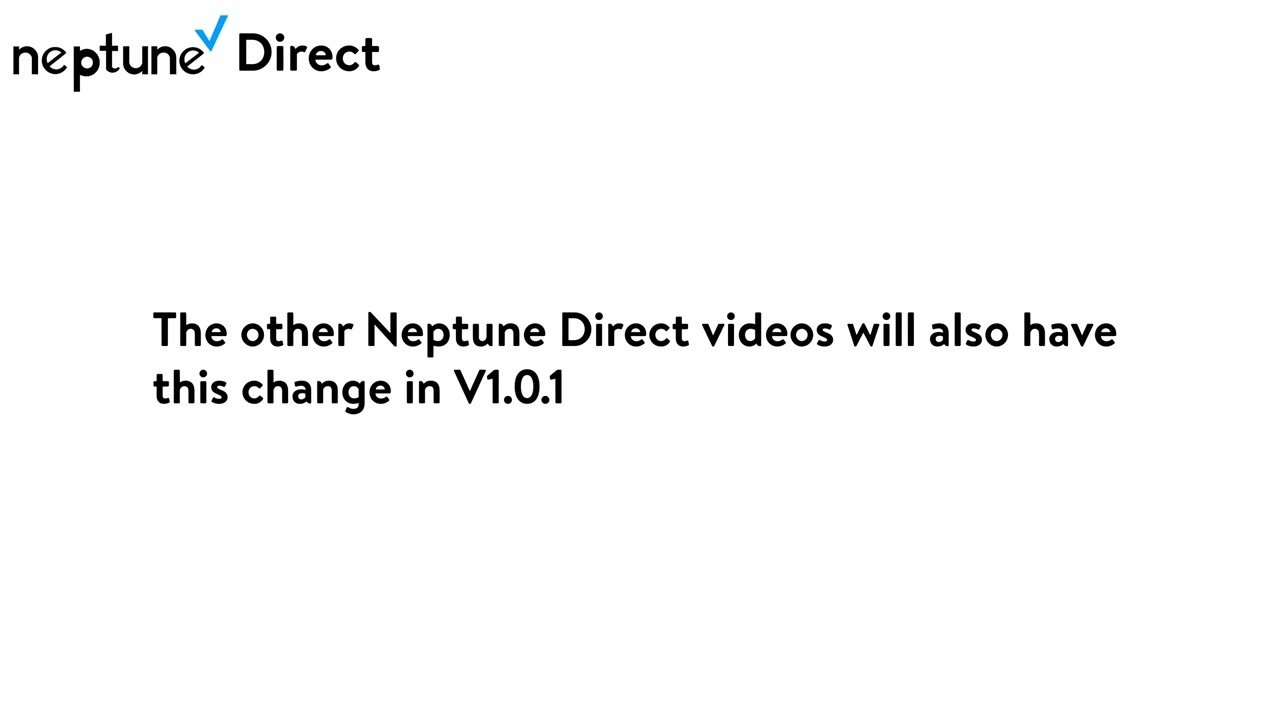 neptune Direct
The other Neptune Direct videos will also have
this change in V1.0.1